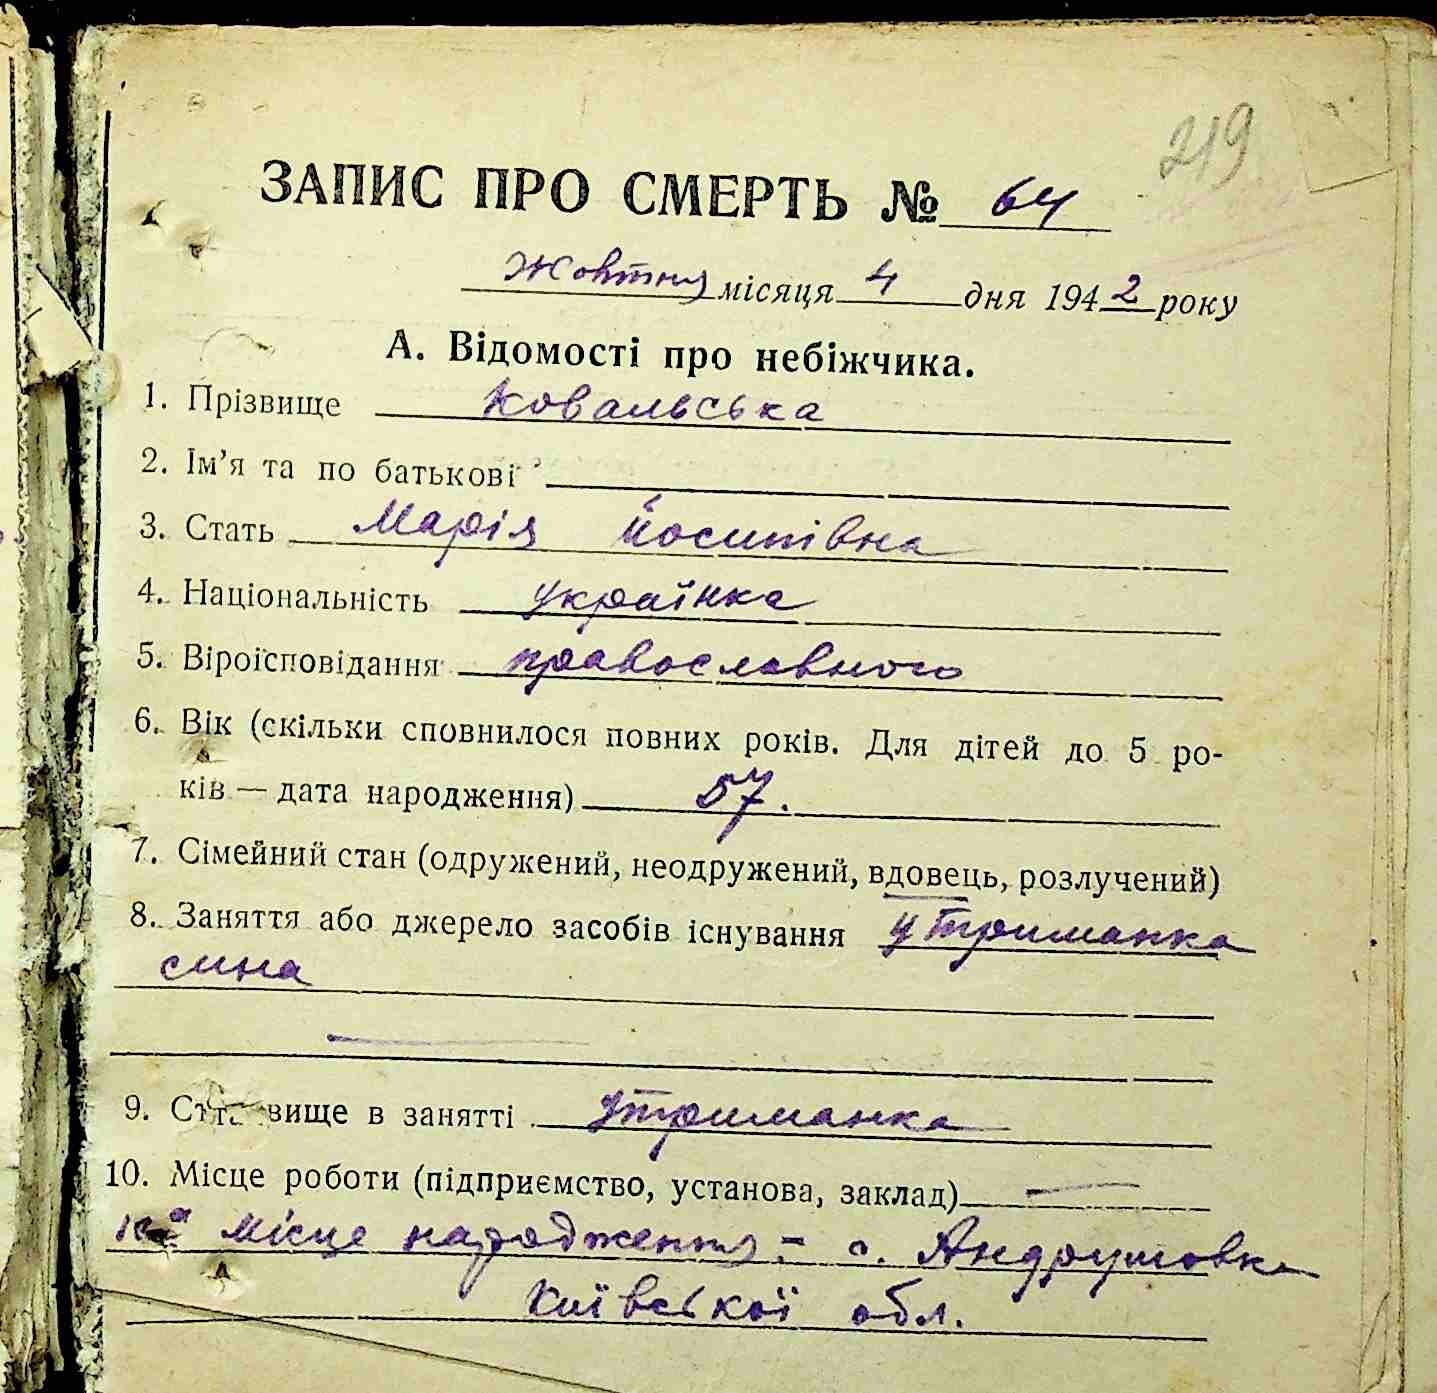 219
ЗАПИС ПРО СМЕРТЬ № 64
Жовтня місяця 4 дня 1942 року
А. Відомості про небіжчика.
1. Прізвище Ковальська
2. Ім’я та по батькові
3. Стать Марія Йосипівна
4. Національність українка
5. Віроісповідання православного
6. Вік (скільки сповнилося повних років. Для дітей до 5 ро-
ків — дата народження) 57.
7. Сімейний стан (одружений, неодружений, вдовець, розлучений)
8. Заняття або джерело засобів існування утриманка
сина
9. вище в занятті утриманка
10. Місце роботи (підприємство, установа, заклад) —
місце народження - с. Андрушовка
Київської обл.